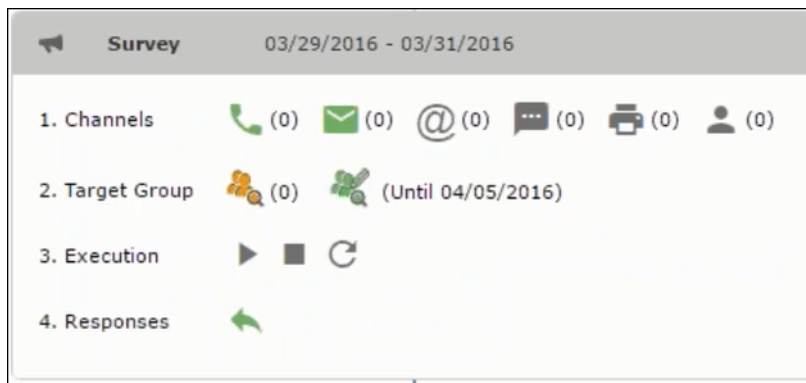 Survey 03/29/2016 - 03/31/2016
1. Channels (0) (0) @ (0) (0) (0) (0)
2. Target Group (0) (Until 04/05/2016)
3. Execution
4. Responses